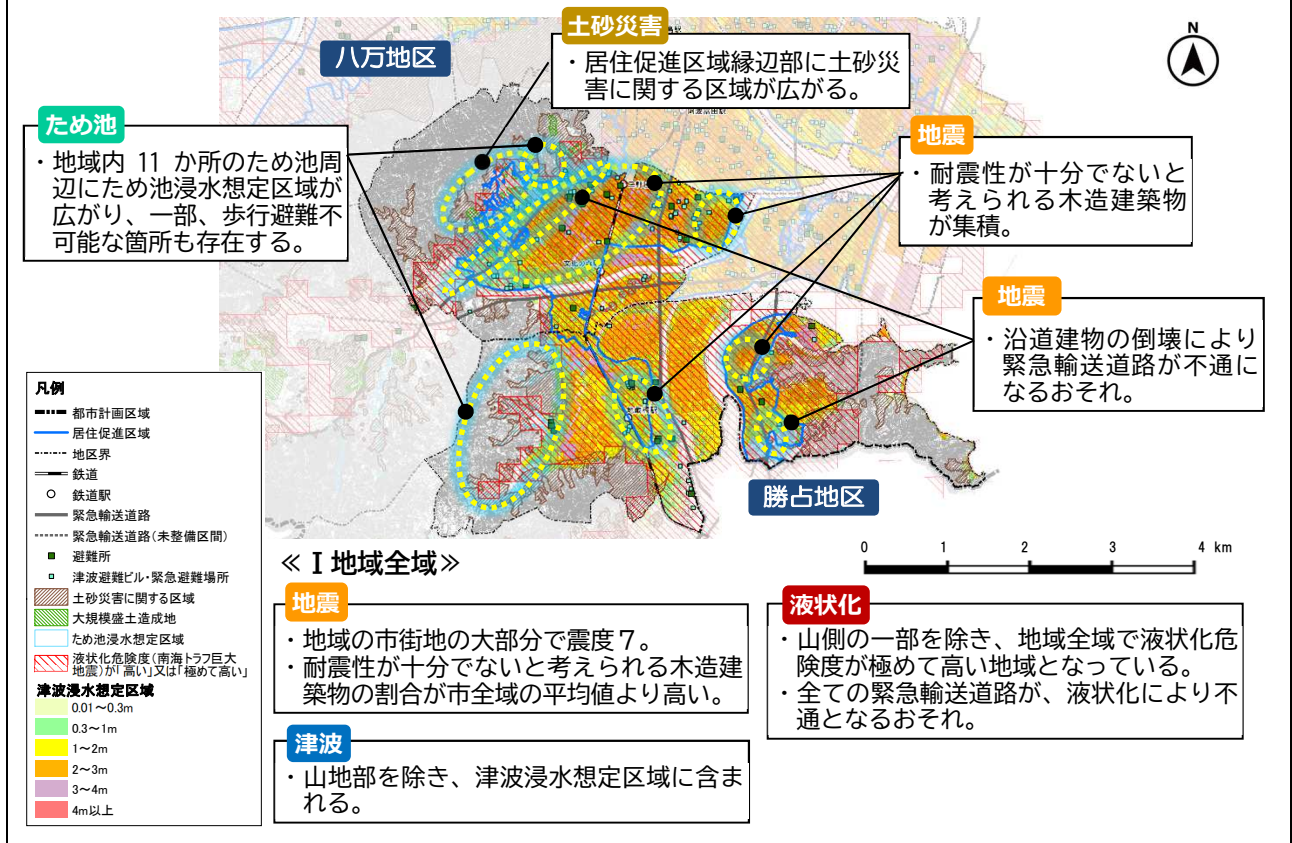 八万地区
土砂災害
・居住促進区域縁辺部に土砂災
害に関する区域が広がる。
N
ため池
・地域内 11 か所のため池周
辺にため池浸水想定区域が
広がり、一部、歩行避難不
可能な箇所も存在する。
地震
・耐震性が十分でないと
考えられる木造建築物
が集積。
地震
・沿道建物の倒壊により
緊急輸送道路が不通に
なるおそれ。
勝占地区
凡例
都市計画区域
居住促進区域
地区界
鉄道
鉄道駅
緊急輸送道路
緊急輸送道路(未整備区間)
避難所
津波避難ビル・緊急避難場所
土砂災害に関する区域
大規模盛土造成地
ため池浸水想定区域
液状化危険度(南海トラフ巨大
地震)が「高い」又は「極めて高い」
津波浸水想定区域
0.01～0.3m
0.3～1m
1～2m
2～3m
3～4m
4m以上
0 1 2 3 4 km
≪Ⅰ地域全域≫
地震
・地域の市街地の大部分で震度７。
・耐震性が十分でないと考えられる木造建
築物の割合が市全域の平均値より高い。
津波
・山地部を除き、津波浸水想定区域に含ま
れる。
液状化
・山側の一部を除き、地域全域で液状化危
険度が極めて高い地域となっている。
・全ての緊急輸送道路が、液状化により不
通となるおそれ。